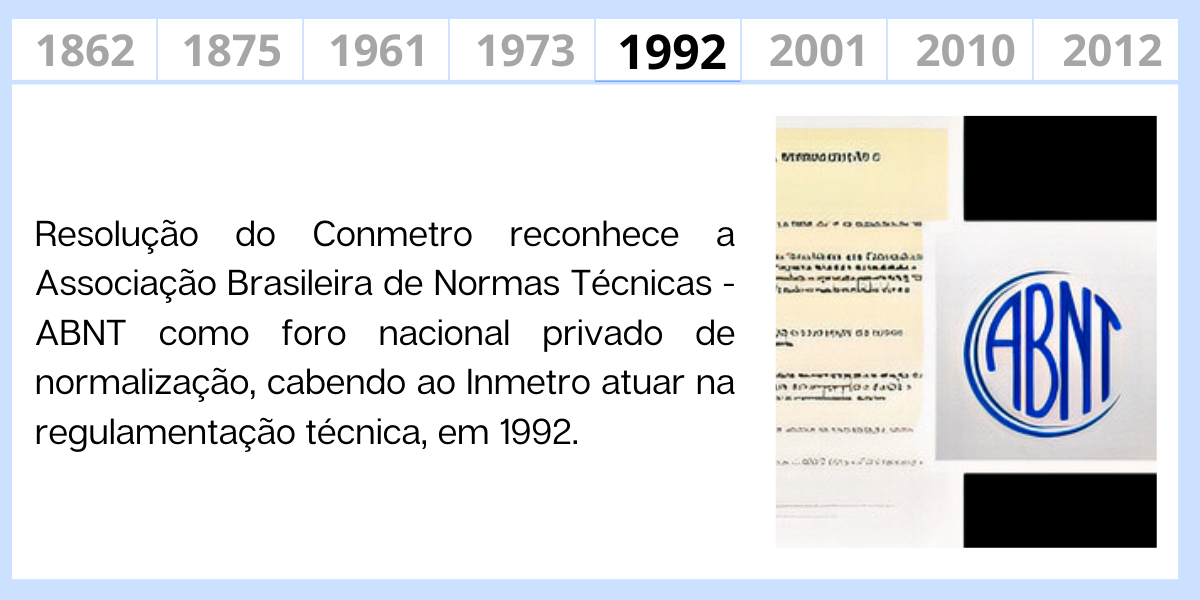 1862 1875 1961 1973 1992 2001 2010 2012
Resolução do Conmetro reconhece a
Associação Brasileira de Normas Técnicas -
ABNT como foro nacional privado de
normalização, cabendo ao Inmetro atuar na
regulamentação técnica, em 1992.
ABNT